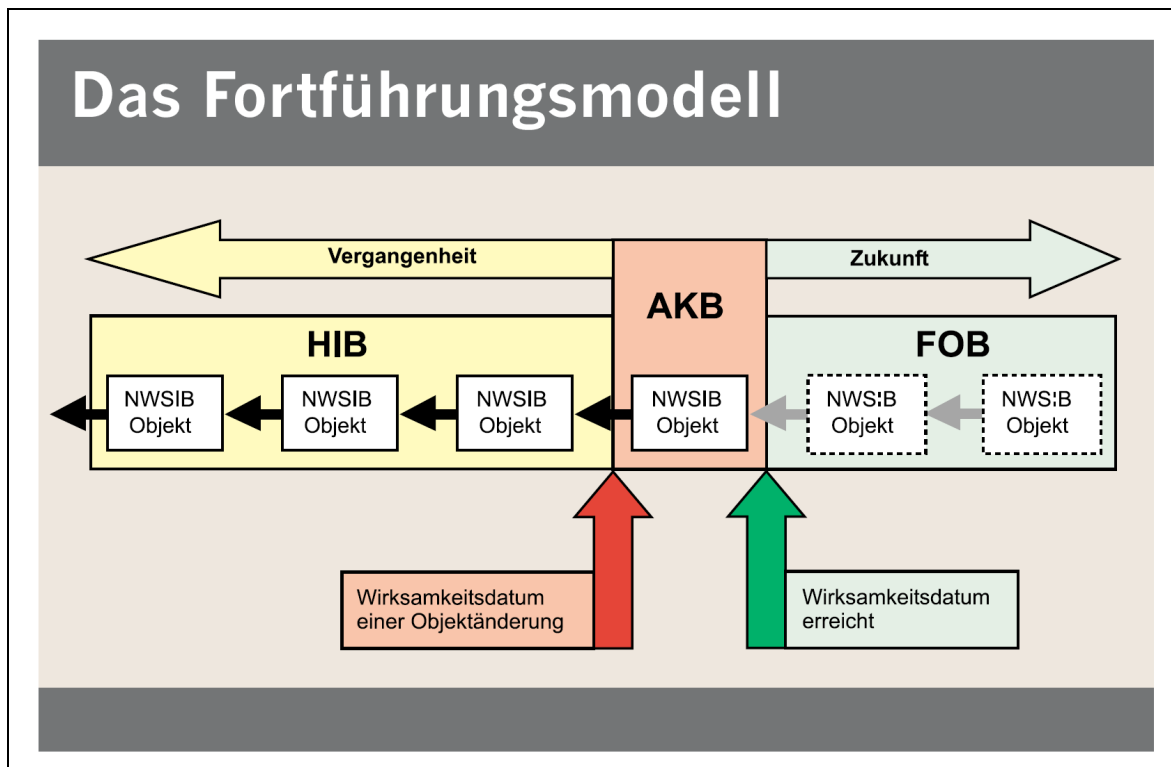 Das Fortführungsmodell
Vergangenheit
Zukunft
AKB
HIB
FOB
NWSIB
Objekt
NWSIB
Objekt
NWSIB
Objekt
NWSIB
Objekt
NWSIB
Objekt
NWSIB
Objekt
Wirksamkeitsdatum
einer Objektänderung
Wirksamkeitsdatum
erreicht